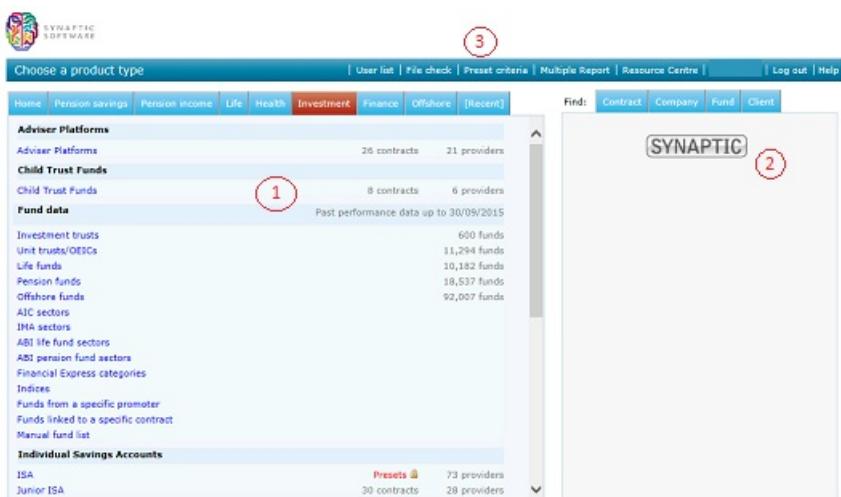 SYNAPTIC
SOFTWARE
3
Choose a product type | User list | File check | Preset criteria | Multiple Report | Resource Centre | | Log out | Help
Home Pension savings Pension income Life Health Investment Finance Offshore [Recent]
Find: Contract Company Fund Client
Adviser Platforms
Adviser Platforms 26 contracts 21 providers
Child Trust Funds
Child Trust Funds 8 contracts 6 providers
1
Fund data Past performance data up to 30/09/2015
Investment trusts 600 funds
Unit trusts/OEICs 11,294 funds
Life funds 10,182 funds
Pension funds 18,537 funds
Offshore funds 92,007 funds
AIC sectors
IMA sectors
ABI life fund sectors
ABI pension fund sectors
Financial Express categories
Indices
Funds from a specific promoter
Funds linked to a specific contract
Manual fund list
Individual Savings Accounts
ISA Presets 73 providers
Junior ISA 30 contracts 28 providers
SYNAPTIC
2